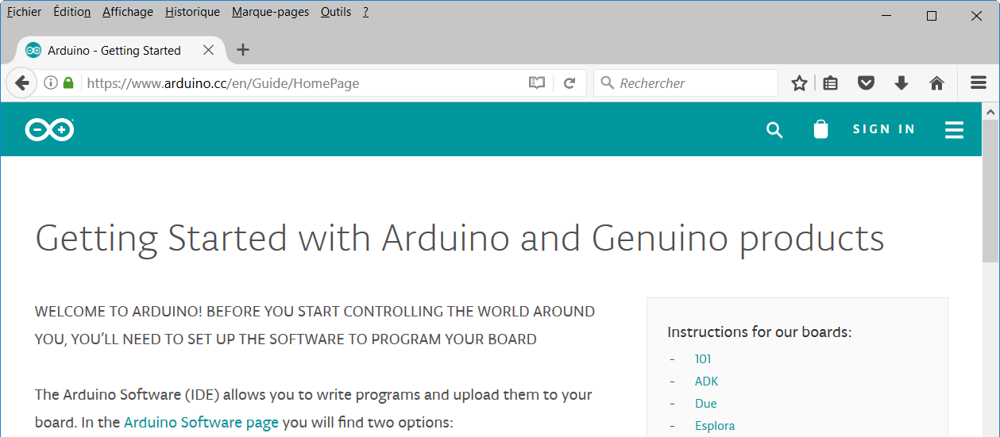 Fichier Édition Affichage Historique Marque-pages Outils ?
Arduino - Getting Started
https://www.arduino.cc/en/Guide/HomePage
Rechercher
SIGN IN
Getting Started with Arduino and Genuino products
WELCOME TO ARDUINO! BEFORE YOU START CONTROLLING THE WORLD AROUND
YOU, YOU’LL NEED TO SET UP THE SOFTWARE TO PROGRAM YOUR BOARD
The Arduino Software (IDE) allows you to write programs and upload them to your
board. In the Arduino Software page you will find two options:
Instructions for our boards:
- 101
- ADK
- Due
- Esplora